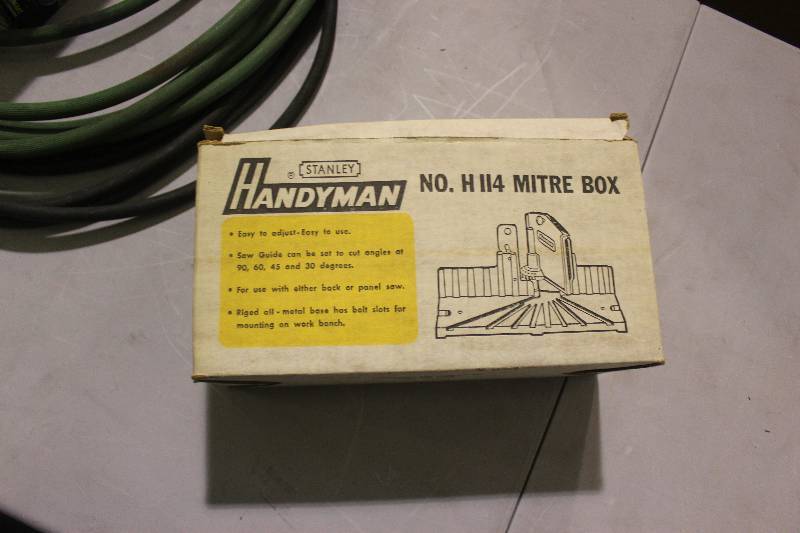 ® STANLEY
HANDYMAN
NO. H 114 MITRE BOX
• Easy to adjust - Easy to use.
• Saw Guide can be set to cut angles at
90, 60, 45 and 30 degrees.
• For use with either back or panel saw.
• Riged all - metal base has bolt slots for
mounting on work bench.